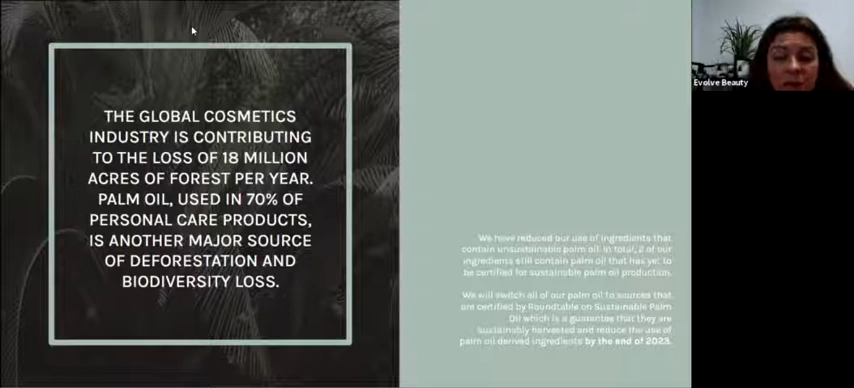 THE GLOBAL COSMETICS
INDUSTRY IS CONTRIBUTING
TO THE LOSS OF 18 MILLION
ACRES OF FOREST PER YEAR.
PALM OIL, USED IN 70% OF
PERSONAL CARE PRODUCTS,
IS ANOTHER MAJOR SOURCE
OF DEFORESTATION AND
BIODIVERSITY LOSS.
We have reduced our use of ingredients that
contain unsustainable palm oil. In total, 2 of our
ingredients still contain palm oil that has yet to
be certified for sustainable palm oil production.
We will switch all of our palm oil to sources that
are certified by Roundtable on Sustainable Palm
Oil which is a guarantee that they are
sustainably harvested and reduce the use of
palm oil derived ingredients by the end of 2023.
Evolve Beauty